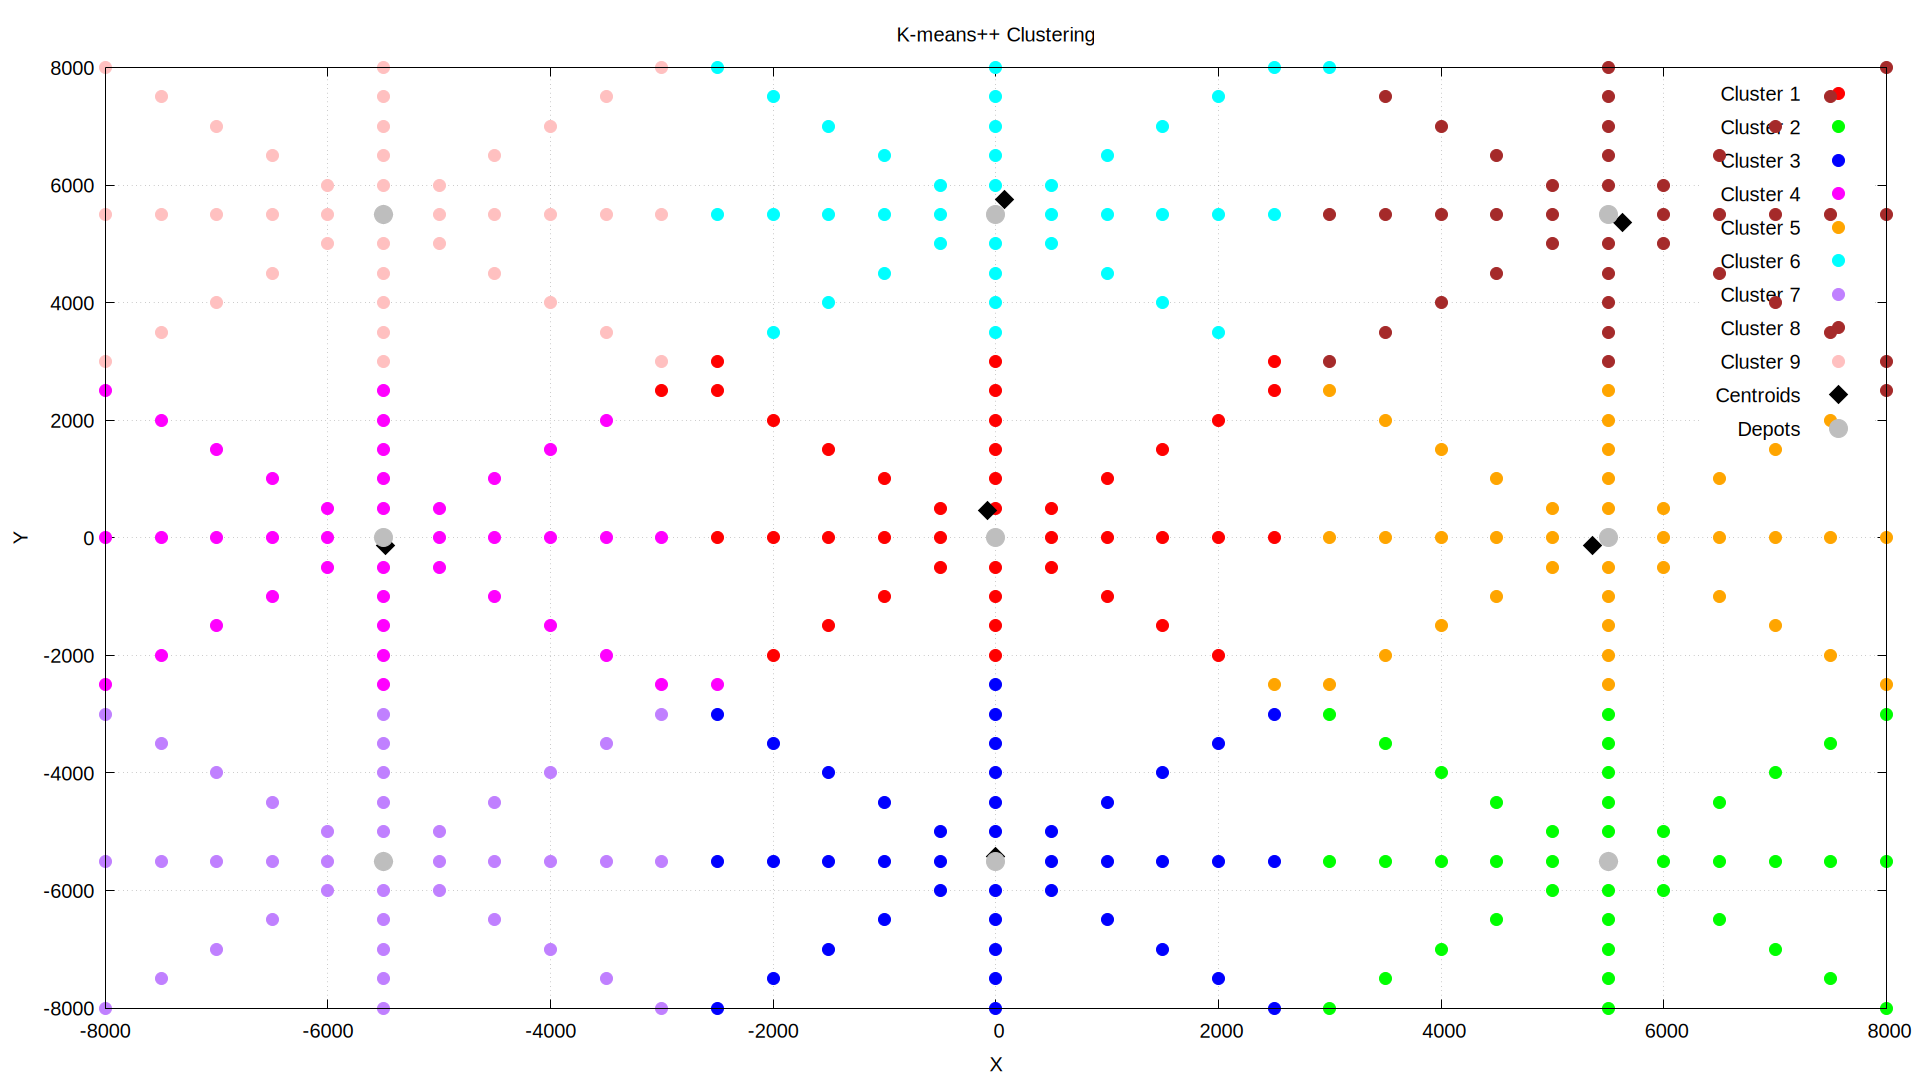 K-means++ Clustering
8000
6000
4000
2000
0
-2000
-4000
-6000
-8000
-8000 -6000 -4000 -2000 0 2000 4000 6000 8000
Y
X
Cluster 1
Cluster 2
Cluster 3
Cluster 4
Cluster 5
Cluster 6
Cluster 7
Cluster 8
Cluster 9
Centroids
Depots